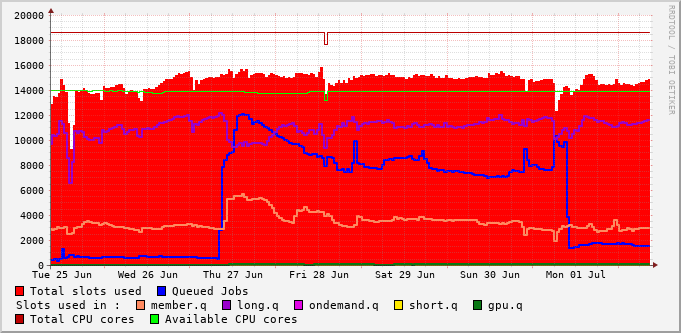 20000
18000
16000
14000
12000
10000
8000
6000
4000
2000
0
Tue 25 Jun Wed 26 Jun Thu 27 Jun Fri 28 Jun Sat 29 Jun Sun 30 Jun Mon 01 Jul
RRDTOOL / TOBI OETIKER
Total slots used Queued Jobs
Slots used in : member.q long.q ondemand.q short.q gpu.q
Total CPU cores Available CPU cores